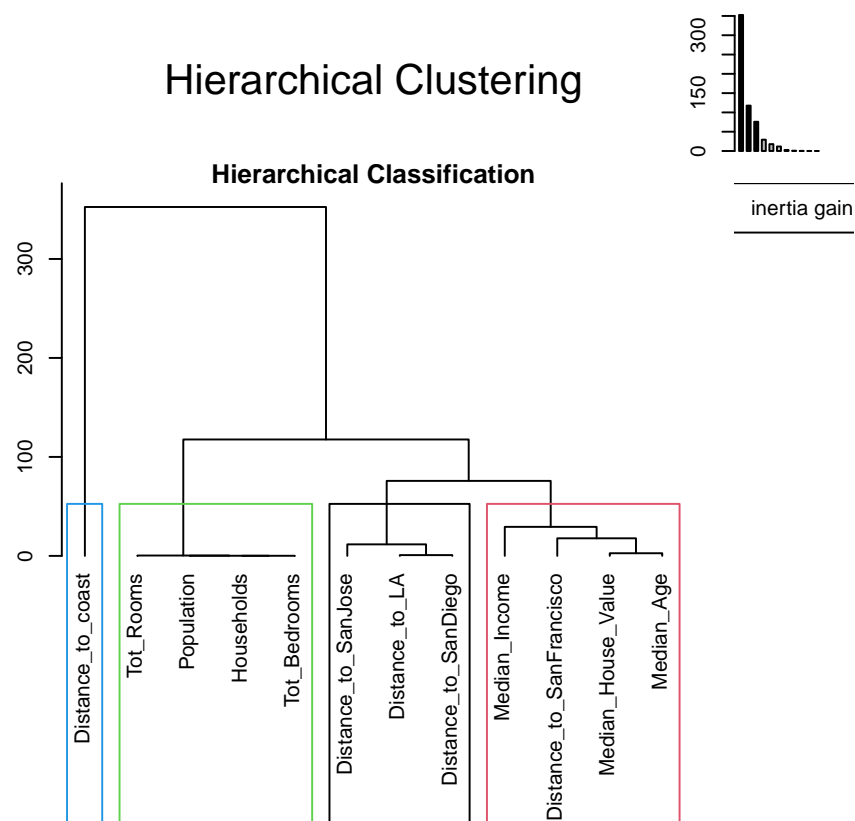 Hierarchical Clustering
0
150
300
inertia gain
Hierarchical Classification
0
100
200
300
Distance_to_coast
Tot_Rooms
Population
Households
Tot_Bedrooms
Distance_to_SanJose
Distance_to_LA
Distance_to_SanDiego
Median_Income
Distance_to_SanFrancisco
Median_House_Value
Median_Age